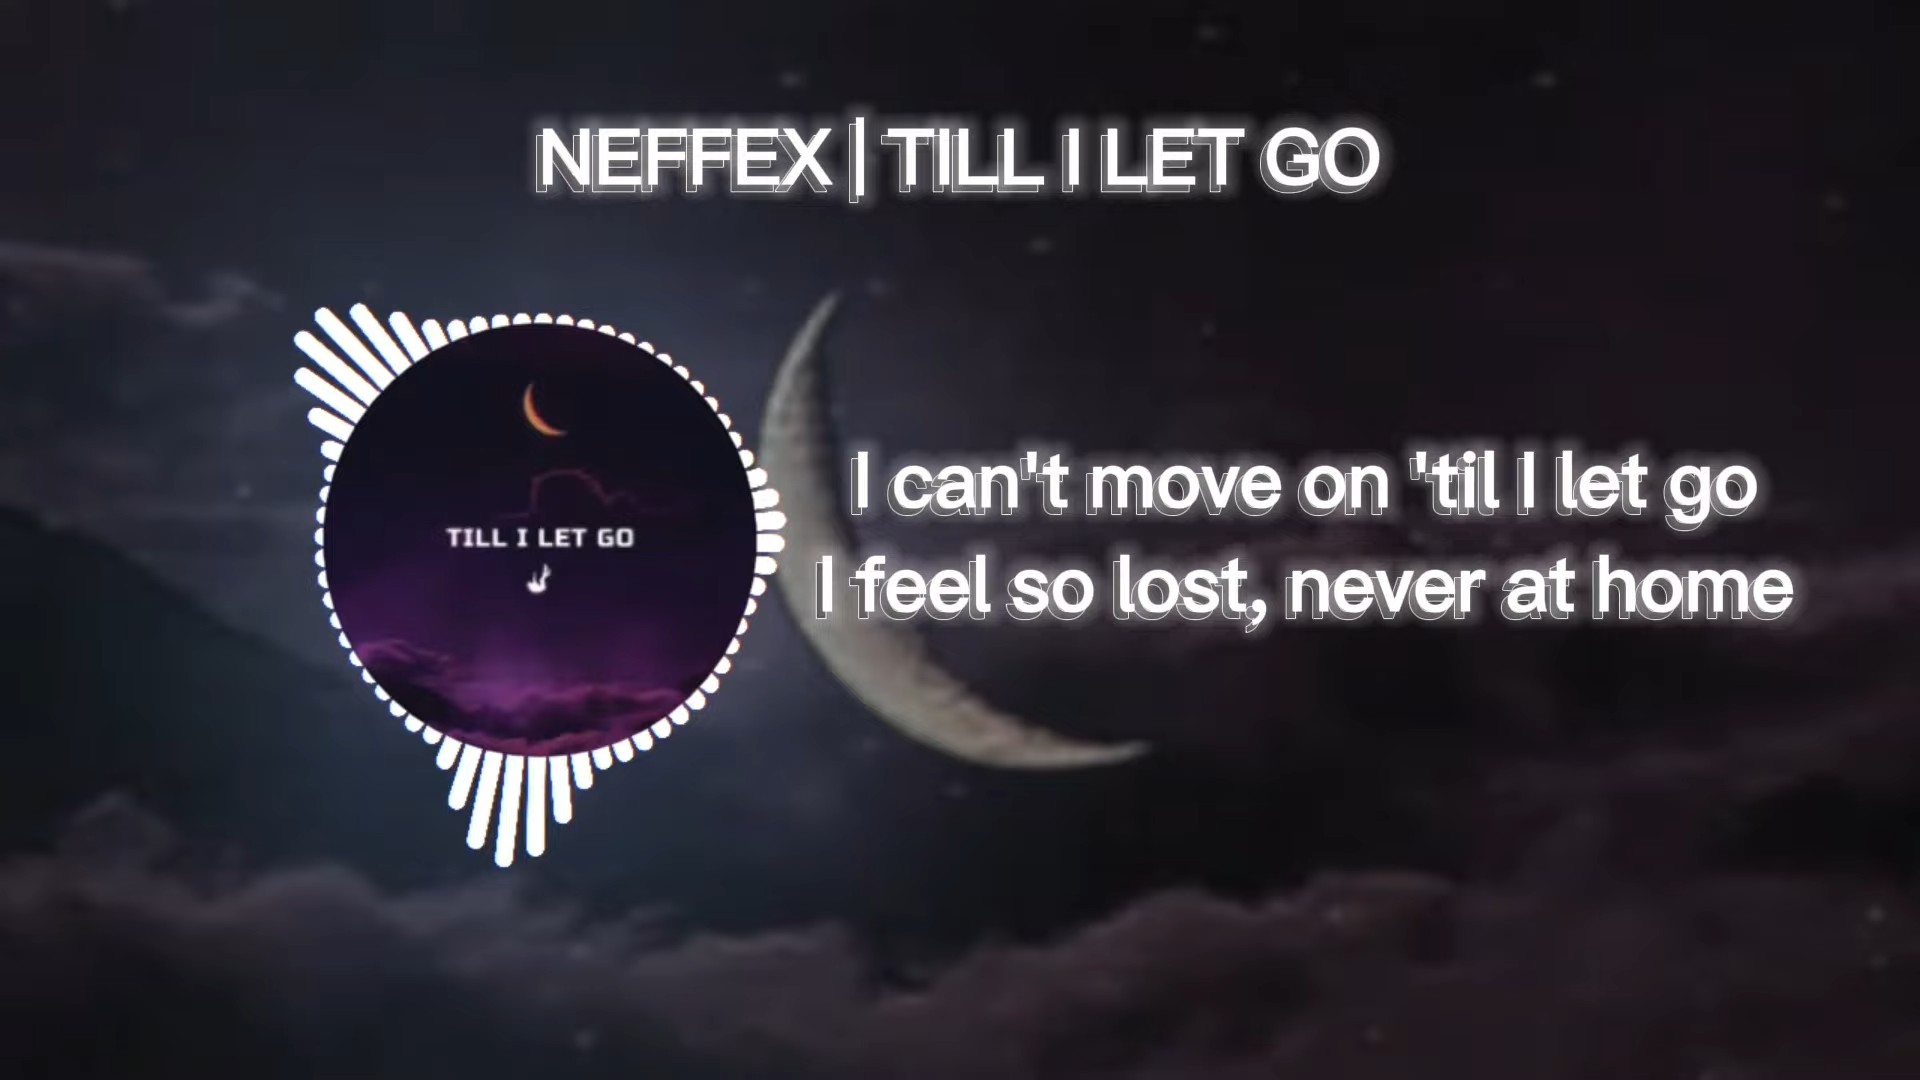 NEFFEX | TILL I LET GO
TILL I LET GO
I can't move on 'til I let go
I feel so lost, never at home